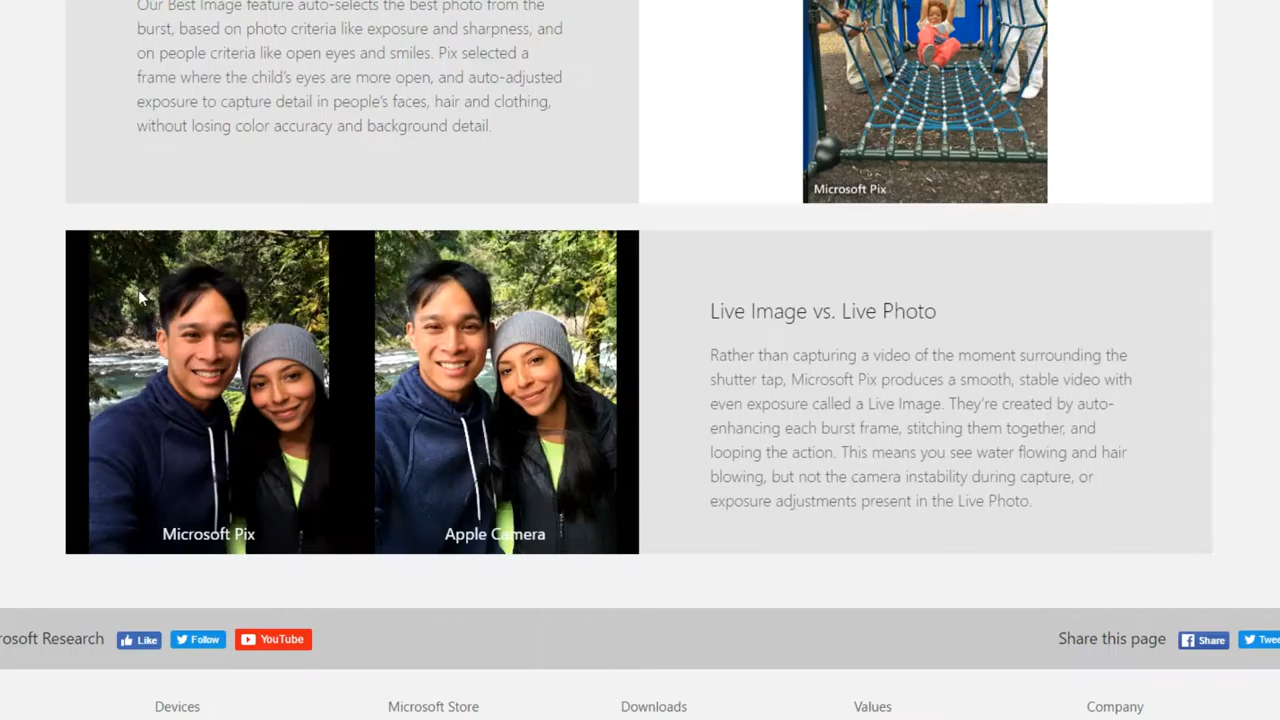 Our Best Image feature auto-selects the best photo from the
burst, based on photo criteria like exposure and sharpness, and
on people criteria like open eyes and smiles. Pix selected a
frame where the child's eyes are more open, and auto-adjusted
exposure to capture detail in people's faces, hair and clothing,
without losing color accuracy and background detail.
Microsoft Pix
Microsoft Pix
Apple Camera
Live Image vs. Live Photo
Rather than capturing a video of the moment surrounding the
shutter tap, Microsoft Pix produces a smooth, stable video with
even exposure called a Live Image. They're created by auto-
enhancing each burst frame, stitching them together, and
looping the action. This means you see water flowing and hair
blowing, but not the camera instability during capture, or
exposure adjustments present in the Live Photo.
rosoft Research Like Follow YouTube Share this page Share Twee
Devices Microsoft Store Downloads Values Company